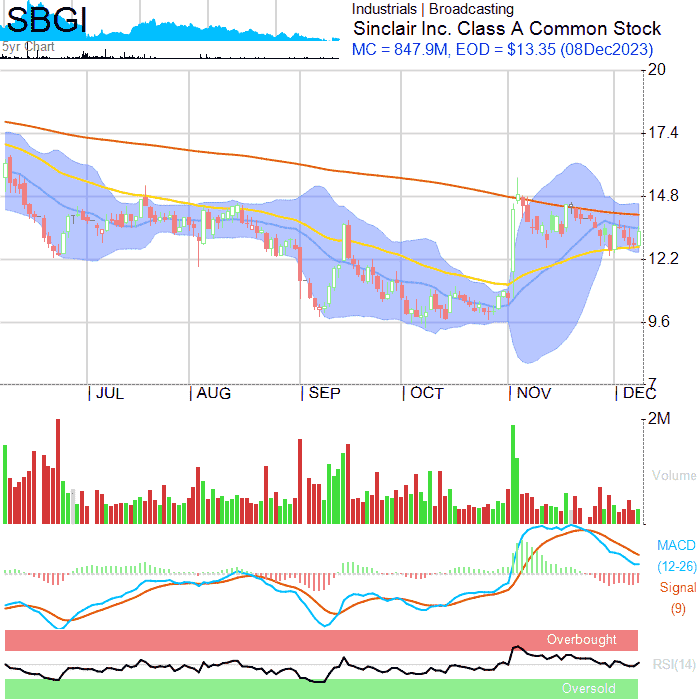 SBGI
5yr Chart
Industrials | Broadcasting
Sinclair Inc. Class A Common Stock
MC = 847.9M, EOD = $13.35 (08Dec2023)
20
17.4
14.8
12.2
9.6
7
JUL AUG SEP OCT NOV DEC
2M
Volume
MACD
(12-26)
Signal
(9)
Overbought
RSI(14)
Oversold